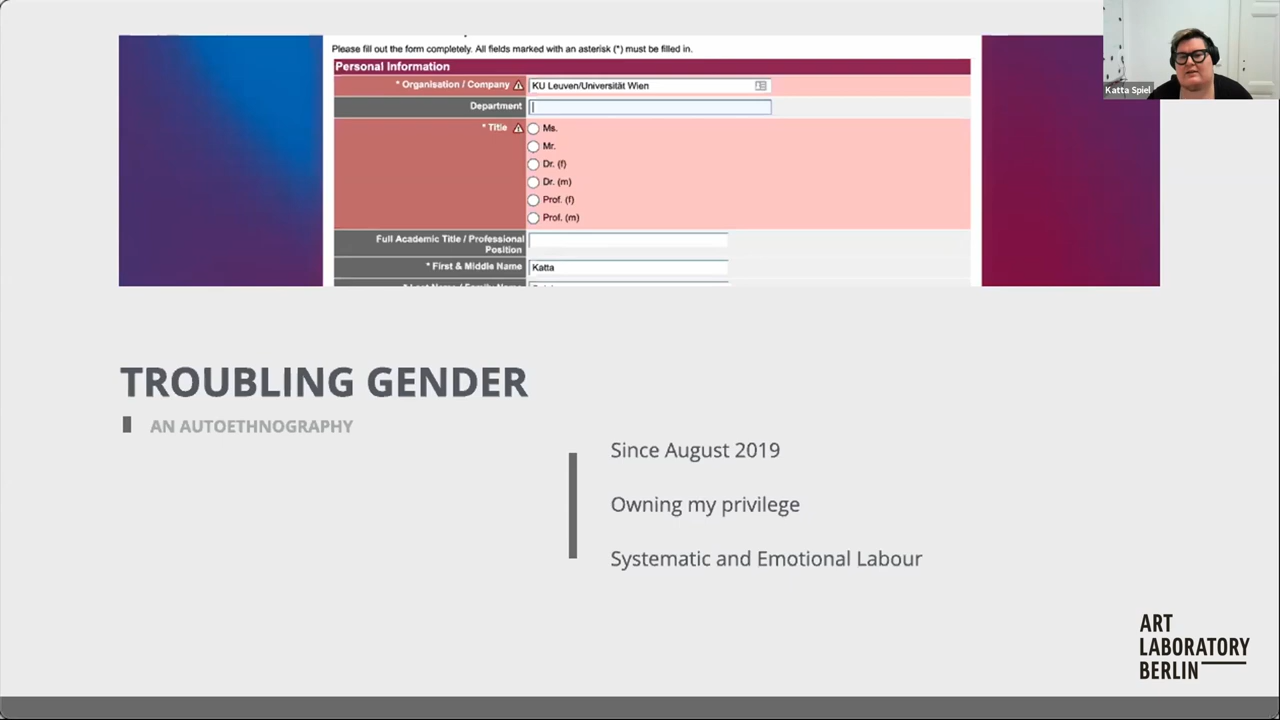 Please fill out the form completely. All fields marked with an asterisk (*) must be filled in.
Personal Information
* Organisation / Company
KU Leuven/Universität Wien
Department
* Title
Ms.
Mr.
Dr. (f)
Dr. (m)
Prof. (f)
Prof. (m)
Full Academic Title / Professional
Position
* First & Middle Name
Katta
Katta Spiel
TROUBLING GENDER
AN AUTOETHNOGRAPHY
Since August 2019
Owning my privilege
Systematic and Emotional Labour
ART
LABORATORY
BERLIN